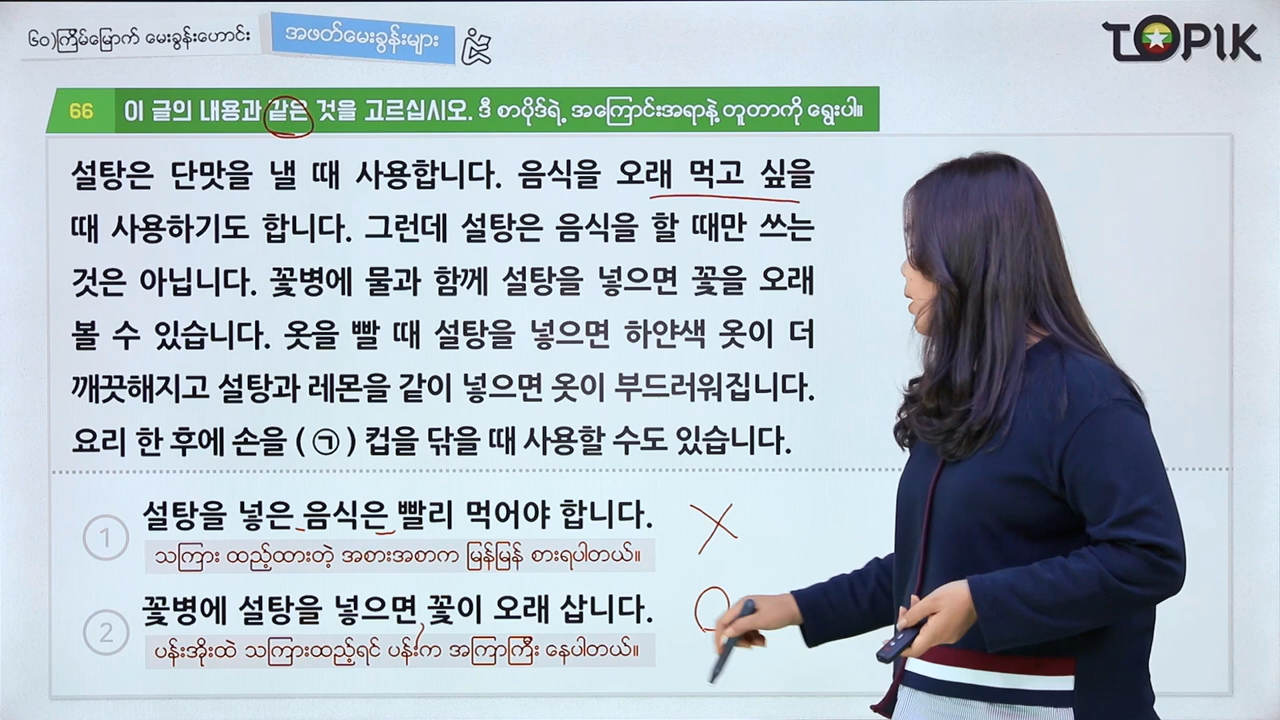 ၆၀)ကြိမ်မြောက် မေးခွန်းဟောင်း အဖတ်မေးခွန်းများ
TOPIK
66 이 글의 내용과 같은 것을 고르십시오. ဒီ စာပိုဒ်ရဲ့ အကြောင်းအရာနဲ့ တူတာကို ရွေးပါ။
설탕은 단맛을 낼 때 사용합니다. 음식을 오래 먹고 싶을
때 사용하기도 합니다. 그런데 설탕은 음식을 할 때만 쓰는
것은 아닙니다. 꽃병에 물과 함께 설탕을 넣으면 꽃을 오래
볼 수 있습니다. 옷을 빨 때 설탕을 넣으면 하얀색 옷이 더
깨끗해지고 설탕과 레몬을 같이 넣으면 옷이 부드러워집니다.
요리 한 후에 손을 ( ㉠ ) 컵을 닦을 때 사용할 수도 있습니다.
① 설탕을 넣은 음식은 빨리 먹어야 합니다.
သကြား ထည့်ထားတဲ့ အစားအစာက မြန်မြန် စားရပါတယ်။
② 꽃병에 설탕을 넣으면 꽃이 오래 삽니다.
ပန်းအိုးထဲ သကြားထည့်ရင် ပန်းက အကြာကြီး နေပါတယ်။